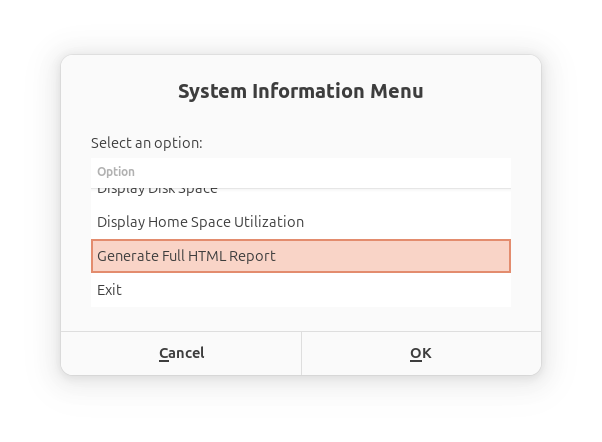 System Information Menu
Select an option:
Option
Display Disk Space
Display Home Space Utilization
Generate Full HTML Report
Exit
Cancel
OK